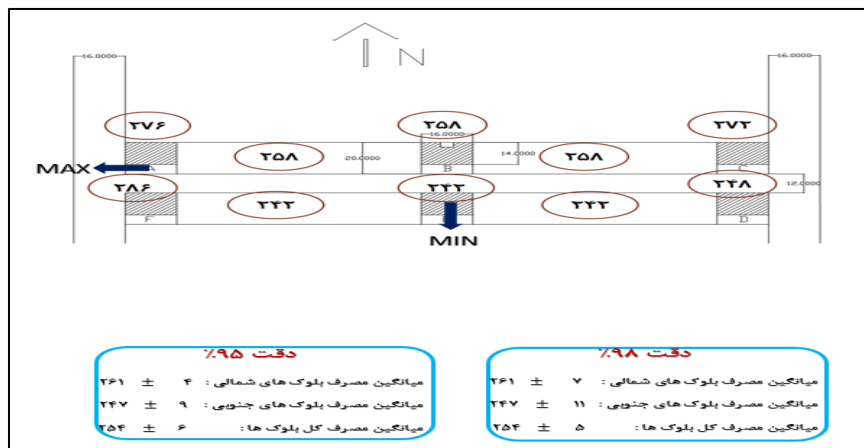 N
16.0000
16.0000
۲۷۶
۲۵۸
۲۷۲
16.0000
۲۵۸
20.0000
14.0000
۲۵۸
MAX
A
B
C
۲۸۶
۲۴۲
۲۴۸
12.0000
۲۴۲
۲۴۲
F
D
MIN
دقت ۹۵٪
میانگین مصرف بلوک های شمالی : ۴ ± ۲۶۱
میانگین مصرف بلوک های جنوبی : ۹ ± ۲۴۷
میانگین مصرف کل بلوک ها : ۶ ± ۲۵۴
دقت ۹۸٪
میانگین مصرف بلوک های شمالی : ۷ ± ۲۶۱
میانگین مصرف بلوک های جنوبی : ۱۱ ± ۲۴۷
میانگین مصرف کل بلوک ها : ۵ ± ۲۵۴